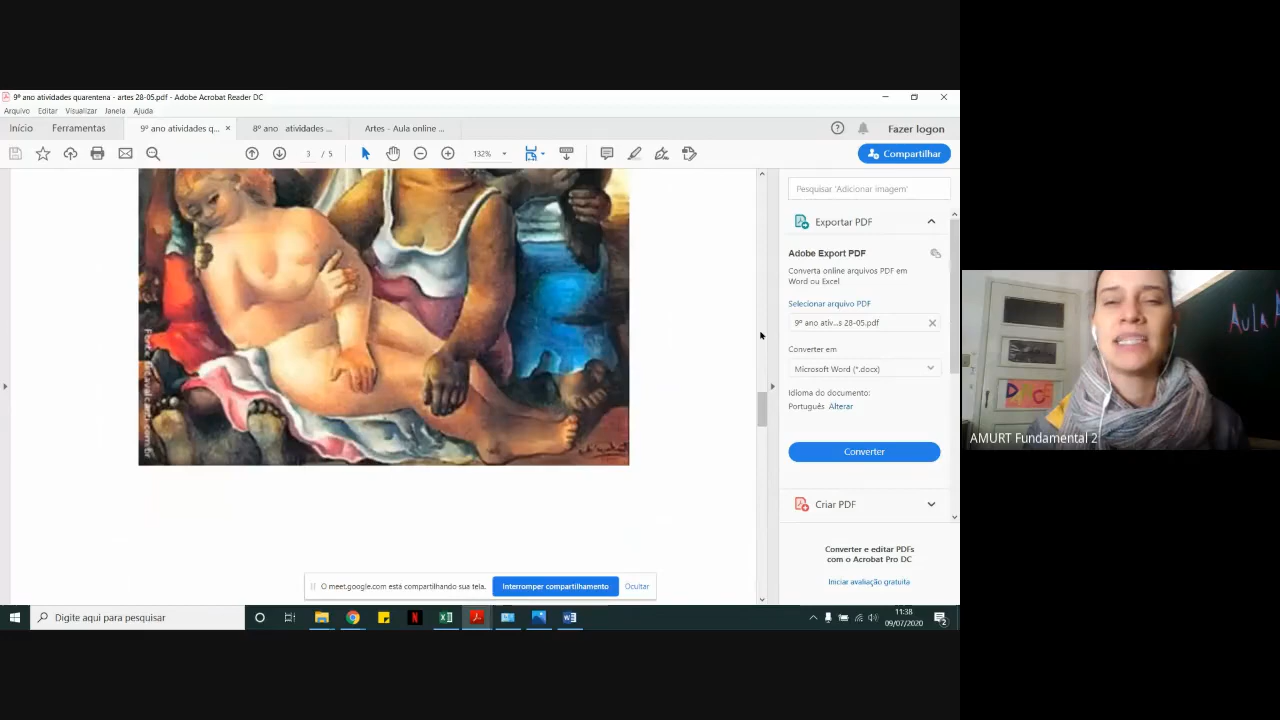 9º ano atividades quarentena - artes 28-05.pdf - Adobe Acrobat Reader DC
Arquivo Editar Visualizar Janela Ajuda
Início Ferramentas 9º ano atividades q... × 8º ano atividades ... Artes - Aula online ... Fazer logon
3 / 5 132% Compartilhar
Pesquisar 'Adicionar imagem'
Exportar PDF
Adobe Export PDF
Converta online arquivos PDF em
Word ou Excel
Selecionar arquivo PDF
9º ano ativ...s 28-05.pdf
Converter em
Microsoft Word (*.docx)
Idioma do documento:
Português Alterar
Converter
Criar PDF
Converter e editar PDFs
com o Acrobat Pro DC
Iniciar avaliação gratuita
O meet.google.com está compartilhando sua tela. Interromper compartilhamento Ocultar
Digite aqui para pesquisar
11:38
09/07/2020
2
AULA
AMURT Fundamental 2